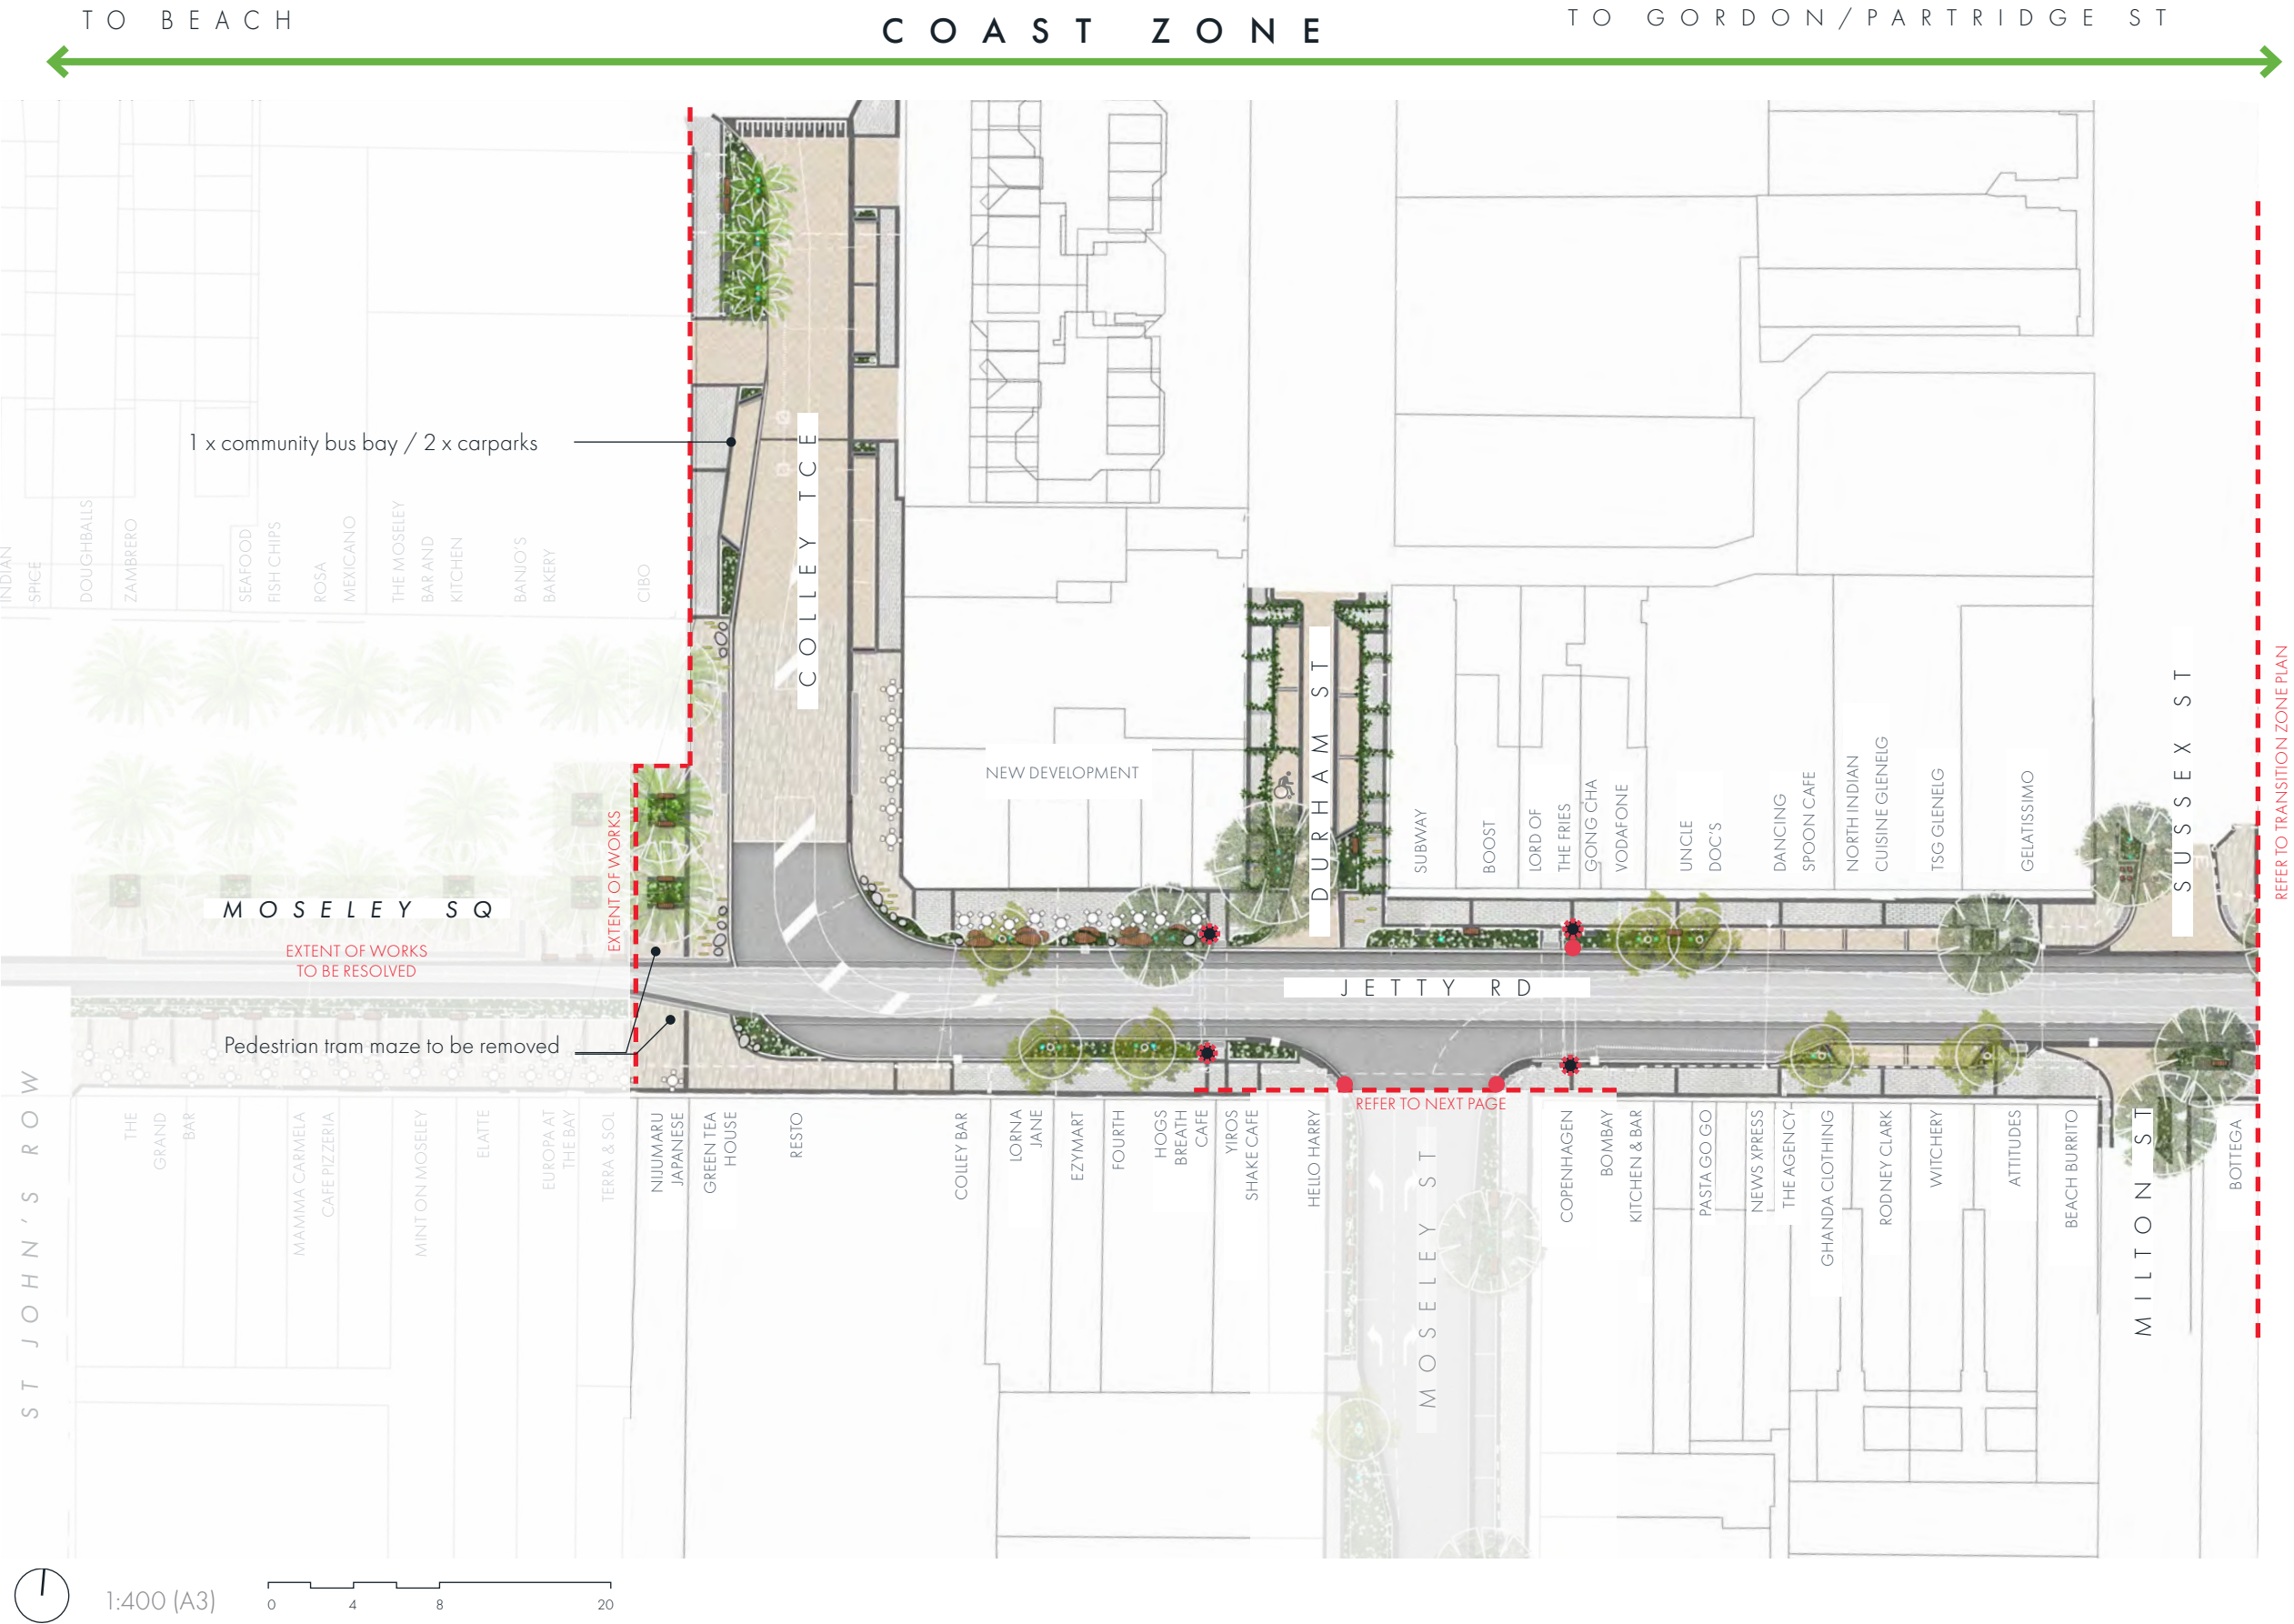 TO BEACH
COAST ZONE
TO GORDON/PARTRIDGE ST
1 x community bus bay / 2 x carparks
COLLEY TCE
INDIAN
SPICE
DOUGHBALLS
ZAMBRERO
SEAFOOD
FISH CHIPS
ROSA
MEXICANO
THE MOSELEY
BAR AND
KITCHEN
BANJO'S
BAKERY
CIBO
NEW DEVELOPMENT
DURHAM ST
SUBWAY
BOOST
LORD OF
THE FRIES
GONG CHA
VODAFONE
UNCLE
DOC'S
DANCING
SPOON CAFE
NORTH INDIAN
CUISINE GLENELG
TSG GLENELG
GELATISSIMO
SUSSEX ST
REFER TO TRANSITION ZONE PLAN
EXTENT OF WORKS
MOSELEY SQ
EXTENT OF WORKS
TO BE RESOLVED
JETTY RD
Pedestrian tram maze to be removed
REFER TO NEXT PAGE
ST JOHN'S ROW
THE
GRAND
BAR
MAMMA CARMELA
CAFE PIZZERIA
MINT ON MOSELEY
ELATTE
EUROPA AT
THE BAY
TERRA & SOL
NIJUMARU
JAPANESE
GREEN TEA
HOUSE
RESTO
COLLEY BAR
LORNA
JANE
EZYMART
FOURTH
HOGS
BREATH
CAFE
YIROS
SHAKE CAFE
HELLO HARRY
MOSELEY ST
COPENHAGEN
BOMBAY
KITCHEN & BAR
PASTA GO GO
NEWS XPRESS
THE AGENCY
GHANDA CLOTHING
RODNEY CLARK
WITCHERY
ATTITUDES
BEACH BURRITO
MILTON ST
BOTTEGA
1:400 (A3)
0 4 8 20